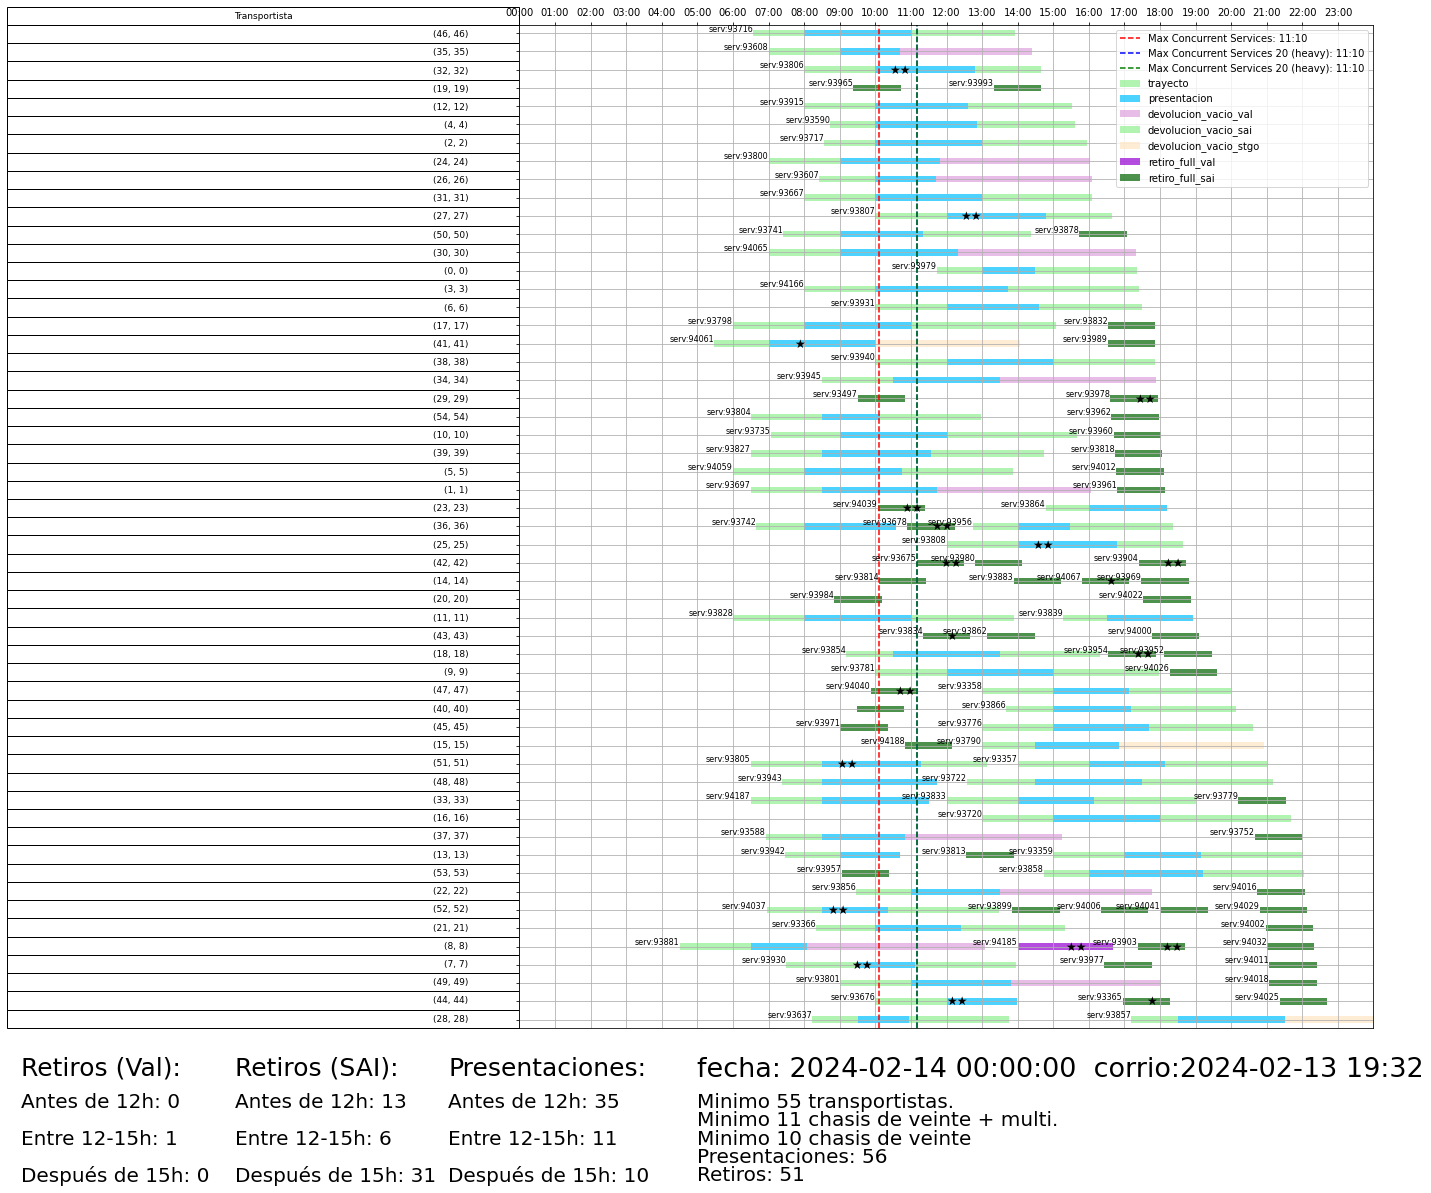 Transportista
00:00 01:00 02:00 03:00 04:00 05:00 06:00 07:00 08:00 09:00 10:00 11:00 12:00 13:00 14:00 15:00 16:00 17:00 18:00 19:00 20:00 21:00 22:00 23:00
Max Concurrent Services: 11:10
Max Concurrent Services 20 (heavy): 11:10
Max Concurrent Services 20 (heavy): 11:10
trayecto
presentacion
devolucion_vacio_val
devolucion_vacio_sai
devolucion_vacio_stgo
retiro_full_val
retiro_full_sai
(46, 46) serv:93716
(35, 35) serv:93608
(32, 32) serv:93806
(19, 19) serv:93965 serv:93993
(12, 12) serv:93915
(4, 4) serv:93590
(2, 2) serv:93717
(24, 24) serv:93800
(26, 26) serv:93607
(31, 31) serv:93667
(27, 27) serv:93807
(50, 50) serv:93741 serv:93878
(30, 30) serv:94065
(0, 0) serv:93979
(3, 3) serv:94166
(6, 6) serv:93931
(17, 17) serv:93798 serv:93832
(41, 41) serv:94061 serv:93989
(38, 38) serv:93940
(34, 34) serv:93945
(29, 29) serv:93497 serv:93978
(54, 54) serv:93804 serv:93962
(10, 10) serv:93735 serv:93960
(39, 39) serv:93827 serv:93818
(5, 5) serv:94059 serv:94012
(1, 1) serv:93697 serv:93961
(23, 23) serv:94039 serv:93864
(36, 36) serv:93742 serv:93678 serv:93956
(25, 25) serv:93808
(42, 42) serv:93675 serv:93980 serv:93904
(14, 14) serv:93814 serv:93883 serv:94067 serv:93969
(20, 20) serv:93984 serv:94022
(11, 11) serv:93828 serv:93839
(43, 43) serv:93834 serv:93862 serv:94000
(18, 18) serv:93854 serv:93954 serv:93952
(9, 9) serv:93781 serv:94026
(47, 47) serv:94040 serv:93358
(40, 40) serv:93866
(45, 45) serv:93971 serv:93776
(15, 15) serv:94188 serv:93790
(51, 51) serv:93805 serv:93357
(48, 48) serv:93943 serv:93722
(33, 33) serv:94187 serv:93833 serv:93779
(16, 16) serv:93720
(37, 37) serv:93588 serv:93752
(13, 13) serv:93942 serv:93813 serv:93359
(53, 53) serv:93957 serv:93858
(22, 22) serv:93856 serv:94016
(52, 52) serv:94037 serv:93899 serv:94006 serv:94041 serv:94029
(21, 21) serv:93366 serv:94002
(8, 8) serv:93881 serv:94185 serv:93903 serv:94032
(7, 7) serv:93930 serv:93977 serv:94011
(49, 49) serv:93801 serv:94018
(44, 44) serv:93676 serv:93365 serv:94025
(28, 28) serv:93637 serv:93857
Retiros (Val):
Antes de 12h: 0
Entre 12-15h: 1
Después de 15h: 0
Retiros (SAI):
Antes de 12h: 13
Entre 12-15h: 6
Después de 15h: 31
Presentaciones:
Antes de 12h: 35
Entre 12-15h: 11
Después de 15h: 10
fecha: 2024-02-14 00:00:00 corrio:2024-02-13 19:32
Minimo 55 transportistas.
Minimo 11 chasis de veinte + multi.
Minimo 10 chasis de veinte
Presentaciones: 56
Retiros: 51